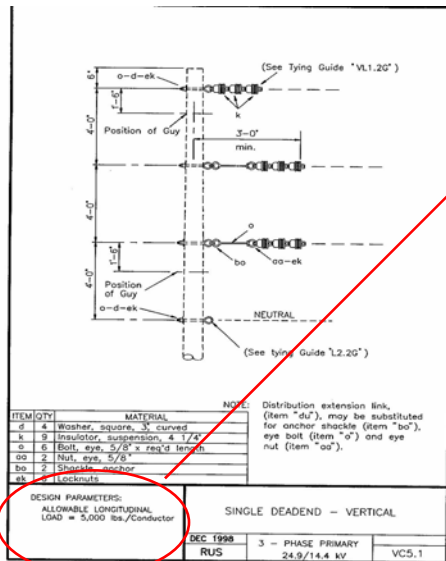 6"
o-d-ek
(See Tying Guide "VL1.2G")
k
1'-6"
4'-0"
Position of Guy
3'-0"
min.
4'-0"
o
bo
aa-ek
1'-6"
4'-0"
Position of
Guy
o-d-ek
NEUTRAL
(See tying Guide "L2.2G")
NOTE: Distribution extension link,
(item "du"), may be substituted
for anchor shackle (item "bo"),
eye bolt (item "o") and eye
nut (item "aa").
ITEM QTY MATERIAL
d 4 Washer, square, 3", curved
k 9 Insulator, suspension, 4 1/4"
o 6 Bolt, eye, 5/8" x req'd length
aa 2 Nut, eye, 5/8"
bo 2 Shackle, anchor
ek Locknuts
DESIGN PARAMETERS:
ALLOWABLE LONGITUDINAL
LOAD = 5,000 lbs./Conductor
SINGLE DEADEND – VERTICAL
DEC 1998
RUS
3 – PHASE PRIMARY
24.9/14.4 kV
VC5.1